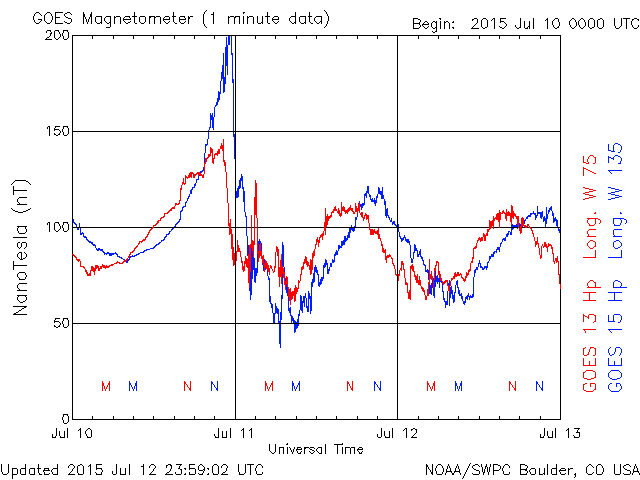 GOES Magnetometer (1 minute data)
Begin: 2015 Jul 10 0000 UTC
200
150
100
50
0
NanoTesla (nT)
M M N N M M N N M M N N
Jul 10 Jul 11 Jul 12 Jul 13
Universal Time
GOES 13 Hp Long. W 75
GOES 15 Hp Long. W 135
Updated 2015 Jul 12 23:59:02 UTC
NOAA/SWPC Boulder, CO USA